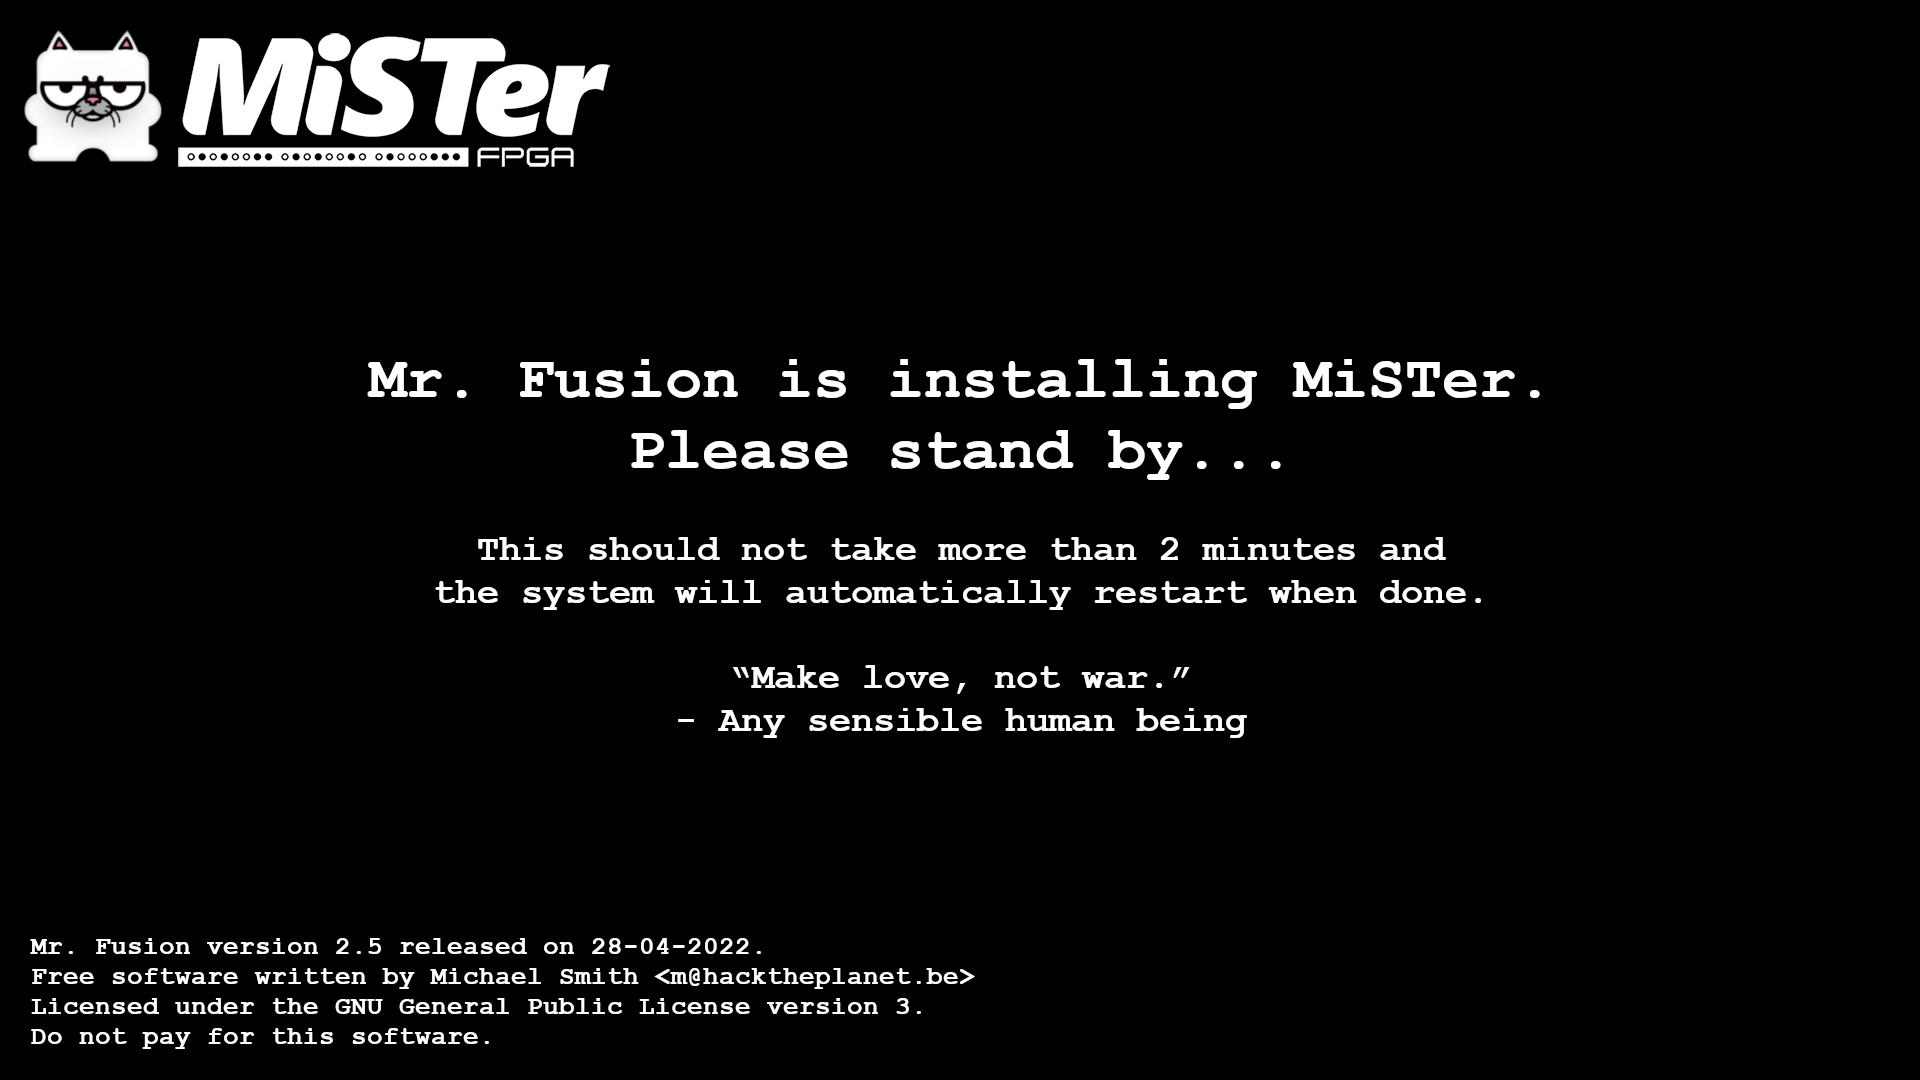 MiSTer
FPGA
Mr. Fusion is installing MiSTer.
Please stand by...
This should not take more than 2 minutes and
the system will automatically restart when done.
“Make love, not war.”
- Any sensible human being
Mr. Fusion version 2.5 released on 28-04-2022.
Free software written by Michael Smith <m@hacktheplanet.be>
Licensed under the GNU General Public License version 3.
Do not pay for this software.